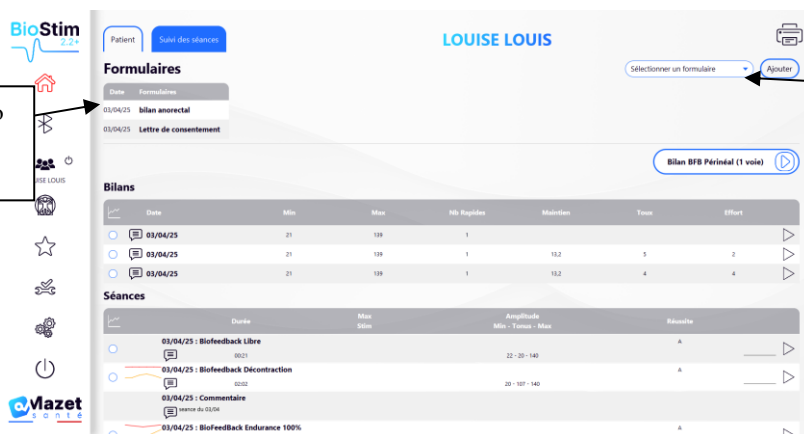 BioStim
2.2+
Patient
Suivi des séances
LOUISE LOUIS
Formulaires
Sélectionner un formulaire
Ajouter
Date Formulaires
03/04/25 bilan anorectal
03/04/25 Lettre de consentement
Bilan BFB Périnéal (1 voie)
Bilans
Date Min Max Nb Rapides Maintien Toux Effort
03/04/25 21 139 1
03/04/25 21 139 1 13.2 5 2
03/04/25 21 139 1 13.2 4 4
Séances
Durée Max Stim Amplitude Min - Tonus - Max Réussite
03/04/25 : Biofeedback Libre A
00:21 22 - 20 - 140
03/04/25 : Biofeedback Décontraction A
02:02 20 - 107 - 140
03/04/25 : Commentaire
seance du 03/04
03/04/25 : BioFeedBack Endurance 100% A
UISE LOUIS
Mazet
santé